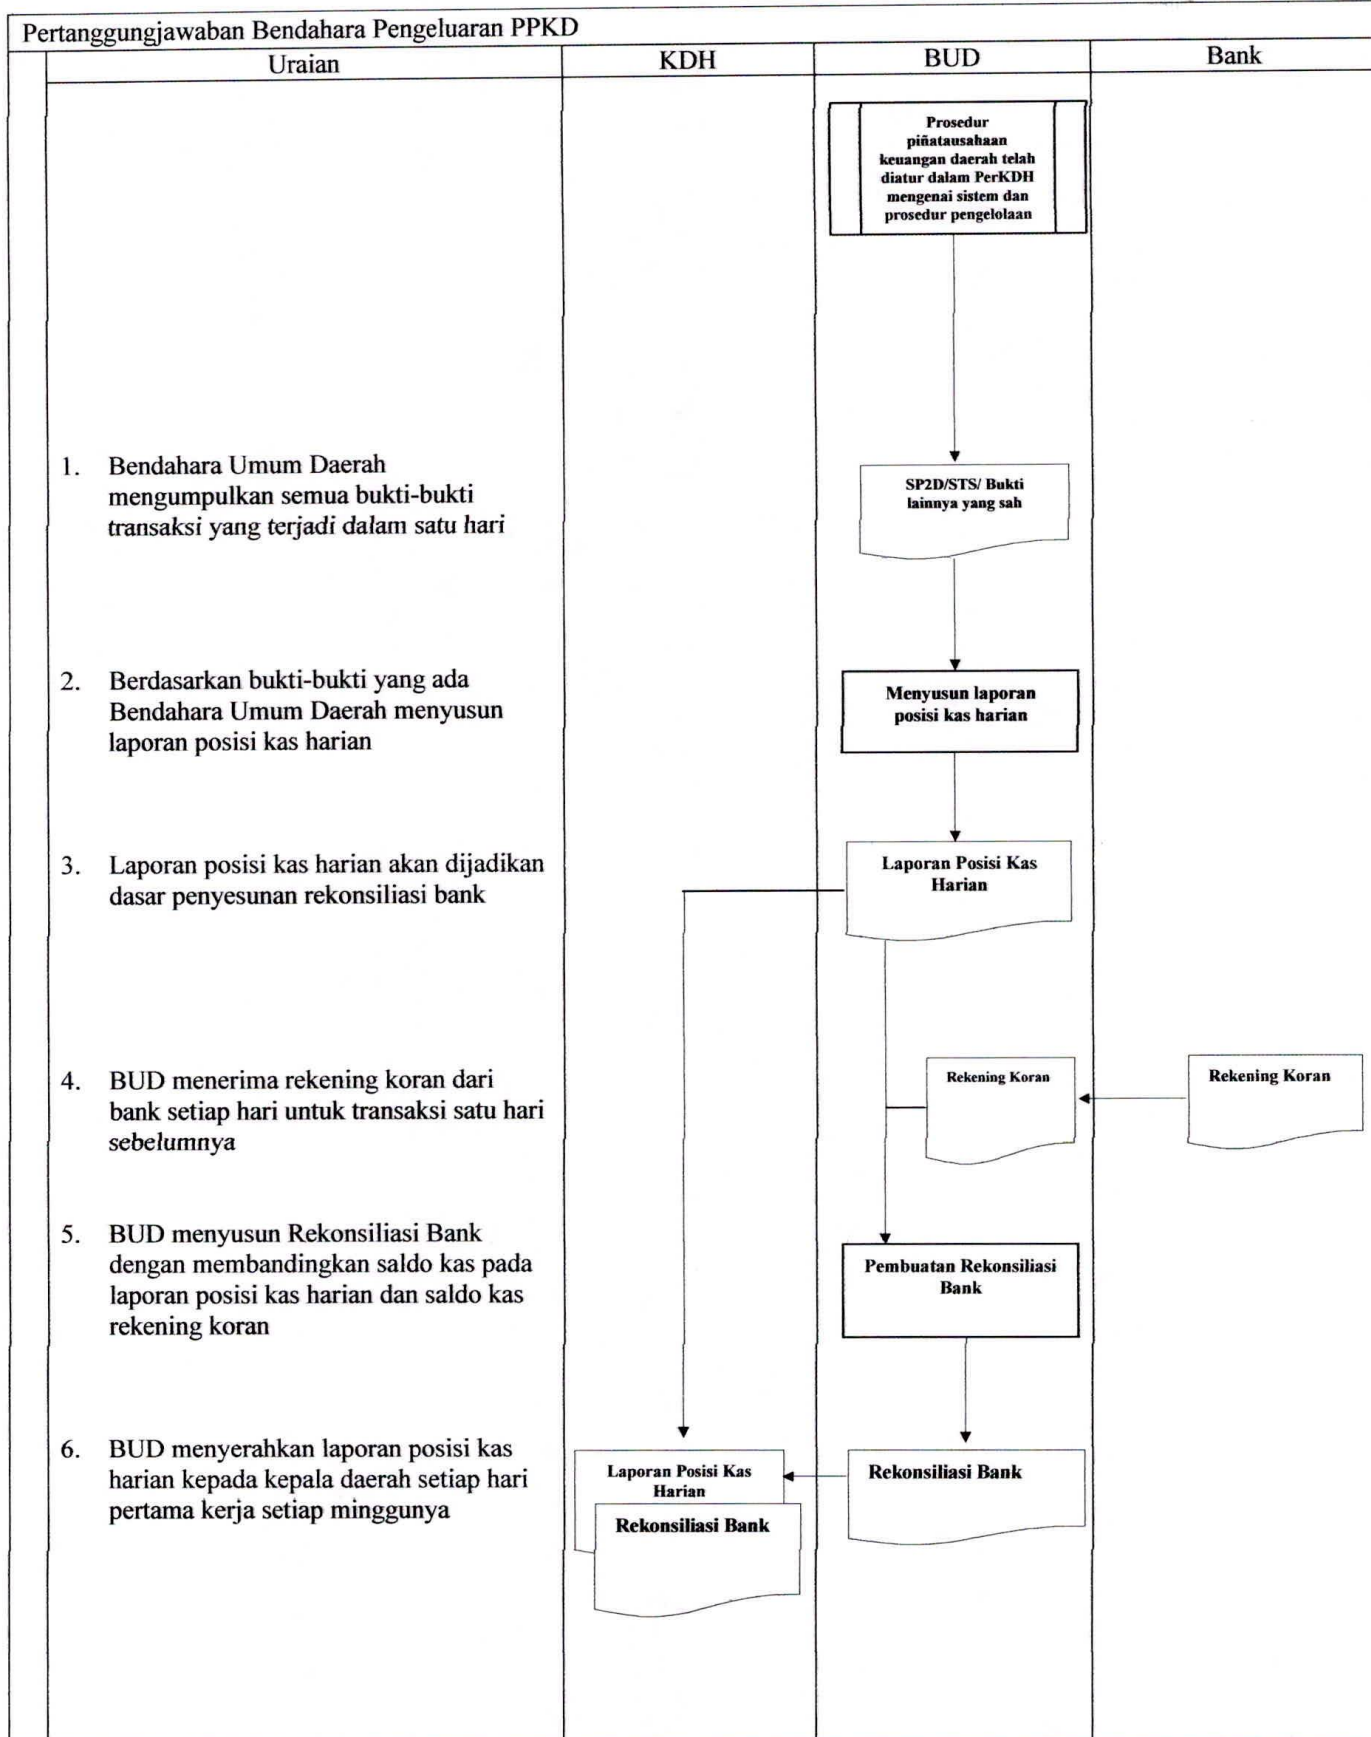 Pertanggungjawaban Bendahara Pengeluaran PPKD
Uraian
KDH
BUD
Bank
Prosedur
piñatausahaan
keuangan daerah telah
diatur dalam PerKDH
mengenai sistem dan
prosedur pengelolaan
1. Bendahara Umum Daerah
mengumpulkan semua bukti-bukti
transaksi yang terjadi dalam satu hari
SP2D/STS/ Bukti
lainnya yang sah
2. Berdasarkan bukti-bukti yang ada
Bendahara Umum Daerah menyusun
laporan posisi kas harian
Menyusun laporan
posisi kas harian
3. Laporan posisi kas harian akan dijadikan
dasar penyesunan rekonsiliasi bank
Laporan Posisi Kas
Harian
4. BUD menerima rekening koran dari
bank setiap hari untuk transaksi satu hari
sebelumnya
Rekening Koran
Rekening Koran
5. BUD menyusun Rekonsiliasi Bank
dengan membandingkan saldo kas pada
laporan posisi kas harian dan saldo kas
rekening koran
Pembuatan Rekonsiliasi
Bank
6. BUD menyerahkan laporan posisi kas
harian kepada kepala daerah setiap hari
pertama kerja setiap minggunya
Laporan Posisi Kas
Harian
Rekonsiliasi Bank
Rekonsiliasi Bank